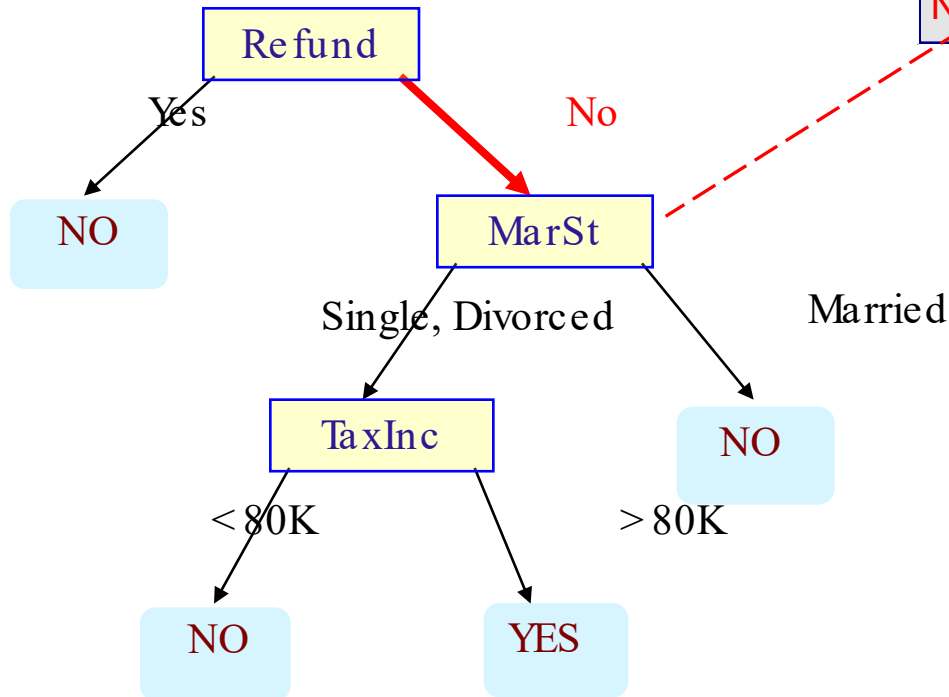 Refund
Yes
No
NO
MarSt
Single, Divorced
Married
TaxInc
NO
<80K
>80K
NO
YES